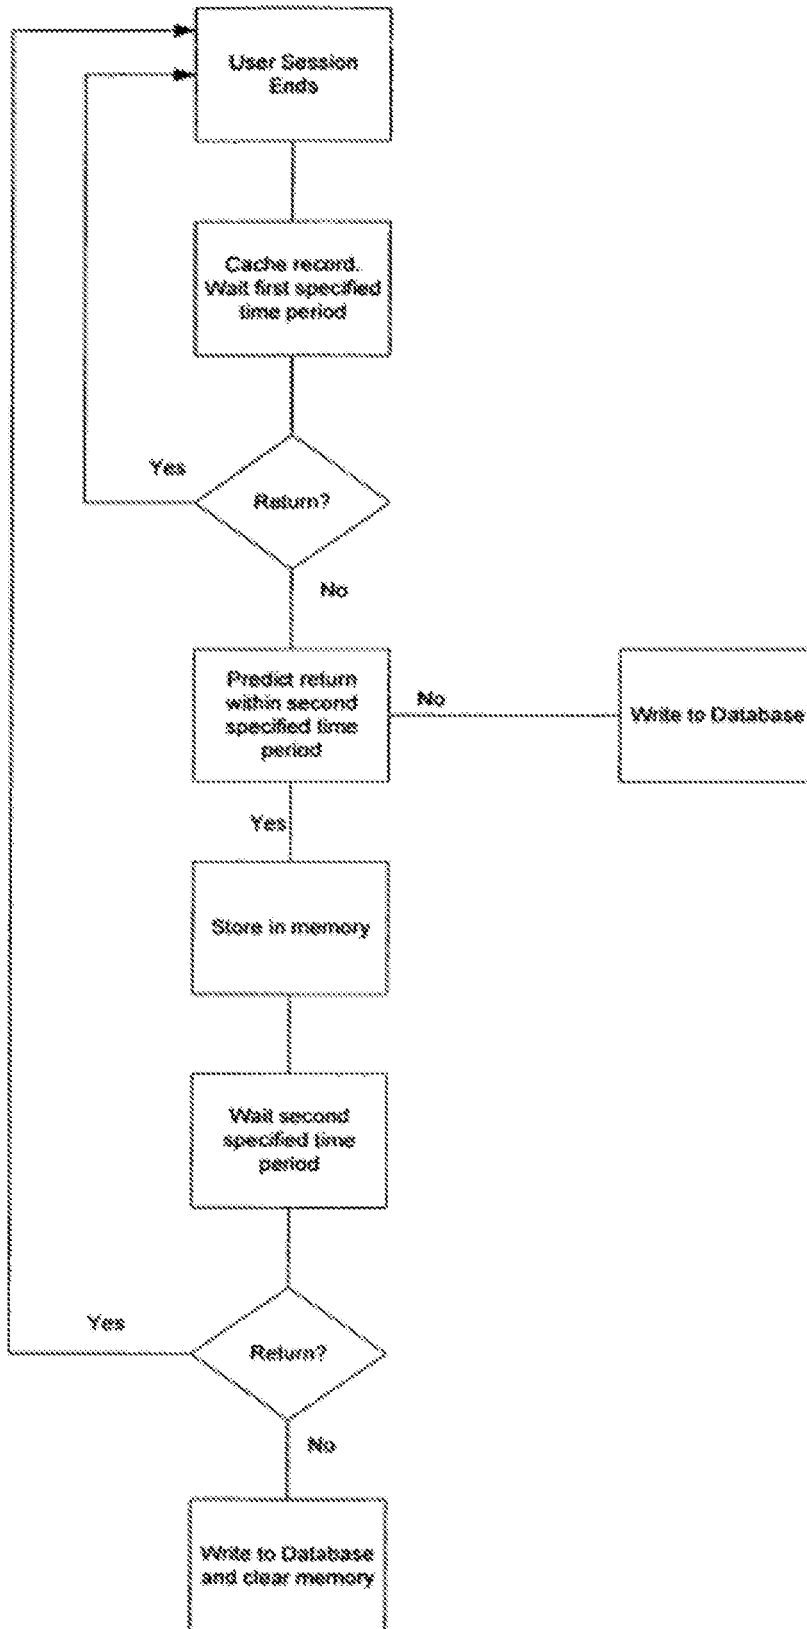 User Session
Ends
Cache record.
Wait first specified
time period
Yes
Return?
No
Predict return
within second
specified time
period
No
Write to Database
Yes
Store in memory
Wait second
specified time
period
Yes
Return?
No
Write to Database
and clear memory